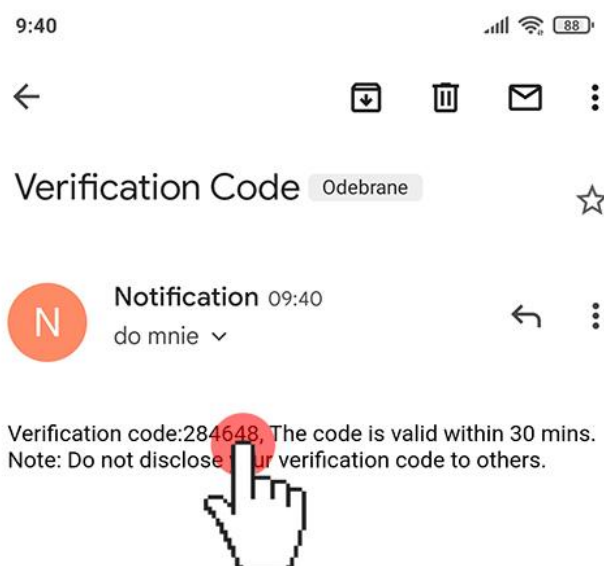 9:40
88
Verification Code Odebrane
N
Notification 09:40
do mnie
Verification code:284648, The code is valid within 30 mins.
Note: Do not disclose your verification code to others.